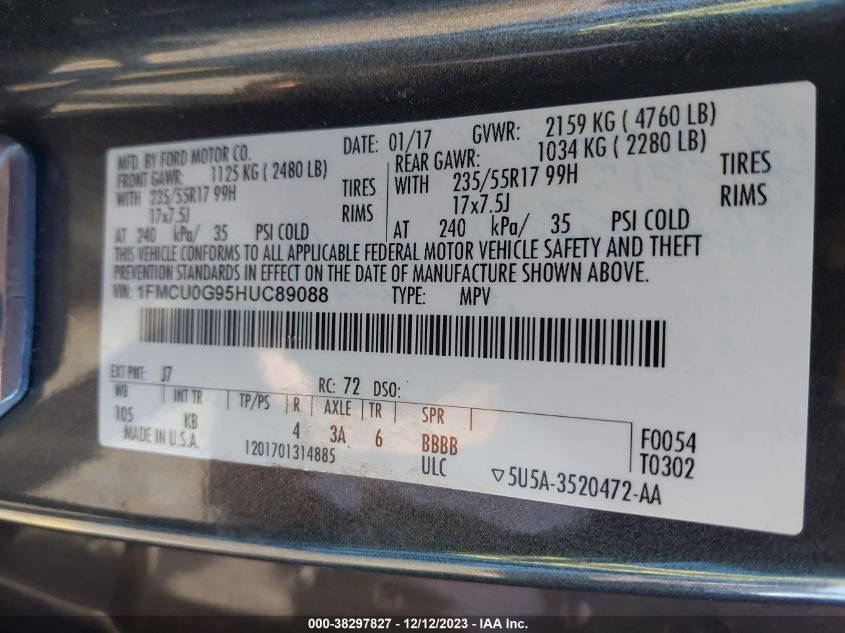 MFD. BY FORD MOTOR CO. DATE: 01/17 GVWR: 2159 KG ( 4760 LB)
FRONT GAWR: 1125 KG ( 2480 LB) REAR GAWR: 1034 KG ( 2280 LB)
WITH 235/55R17 99H TIRES WITH 235/55R17 99H TIRES
17x7.5J RIMS 17x7.5J RIMS
AT 240 kPa/ 35 PSI COLD AT 240 kPa/ 35 PSI COLD
THIS VEHICLE CONFORMS TO ALL APPLICABLE FEDERAL MOTOR VEHICLE SAFETY AND THEFT
PREVENTION STANDARDS IN EFFECT ON THE DATE OF MANUFACTURE SHOWN ABOVE.
VIN: 1FMCU0G95HUC89088 TYPE: MPV
EXT PNT: J7 RC: 72 DSO:
WB INT TR TP/PS R AXLE TR SPR
105 KB 4 3A 6 BBBB F0054
MADE IN U.S.A. 1201701314885 ULC T0302
▽5U5A-3520472-AA
000-38297827 - 12/12/2023 - IAA Inc.